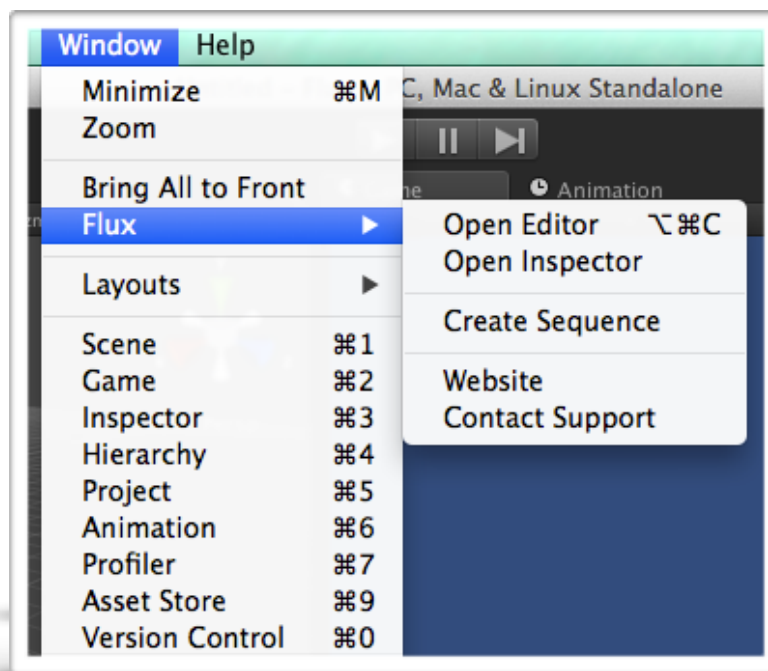 Window Help
Minimize ⌘M
C, Mac & Linux Standalone
Zoom
Bring All to Front
Animation
Flux
Open Editor ⌥⌘C
Open Inspector
Create Sequence
Website
Contact Support
Layouts
Scene ⌘1
Game ⌘2
Inspector ⌘3
Hierarchy ⌘4
Project ⌘5
Animation ⌘6
Profiler ⌘7
Asset Store ⌘9
Version Control ⌘0